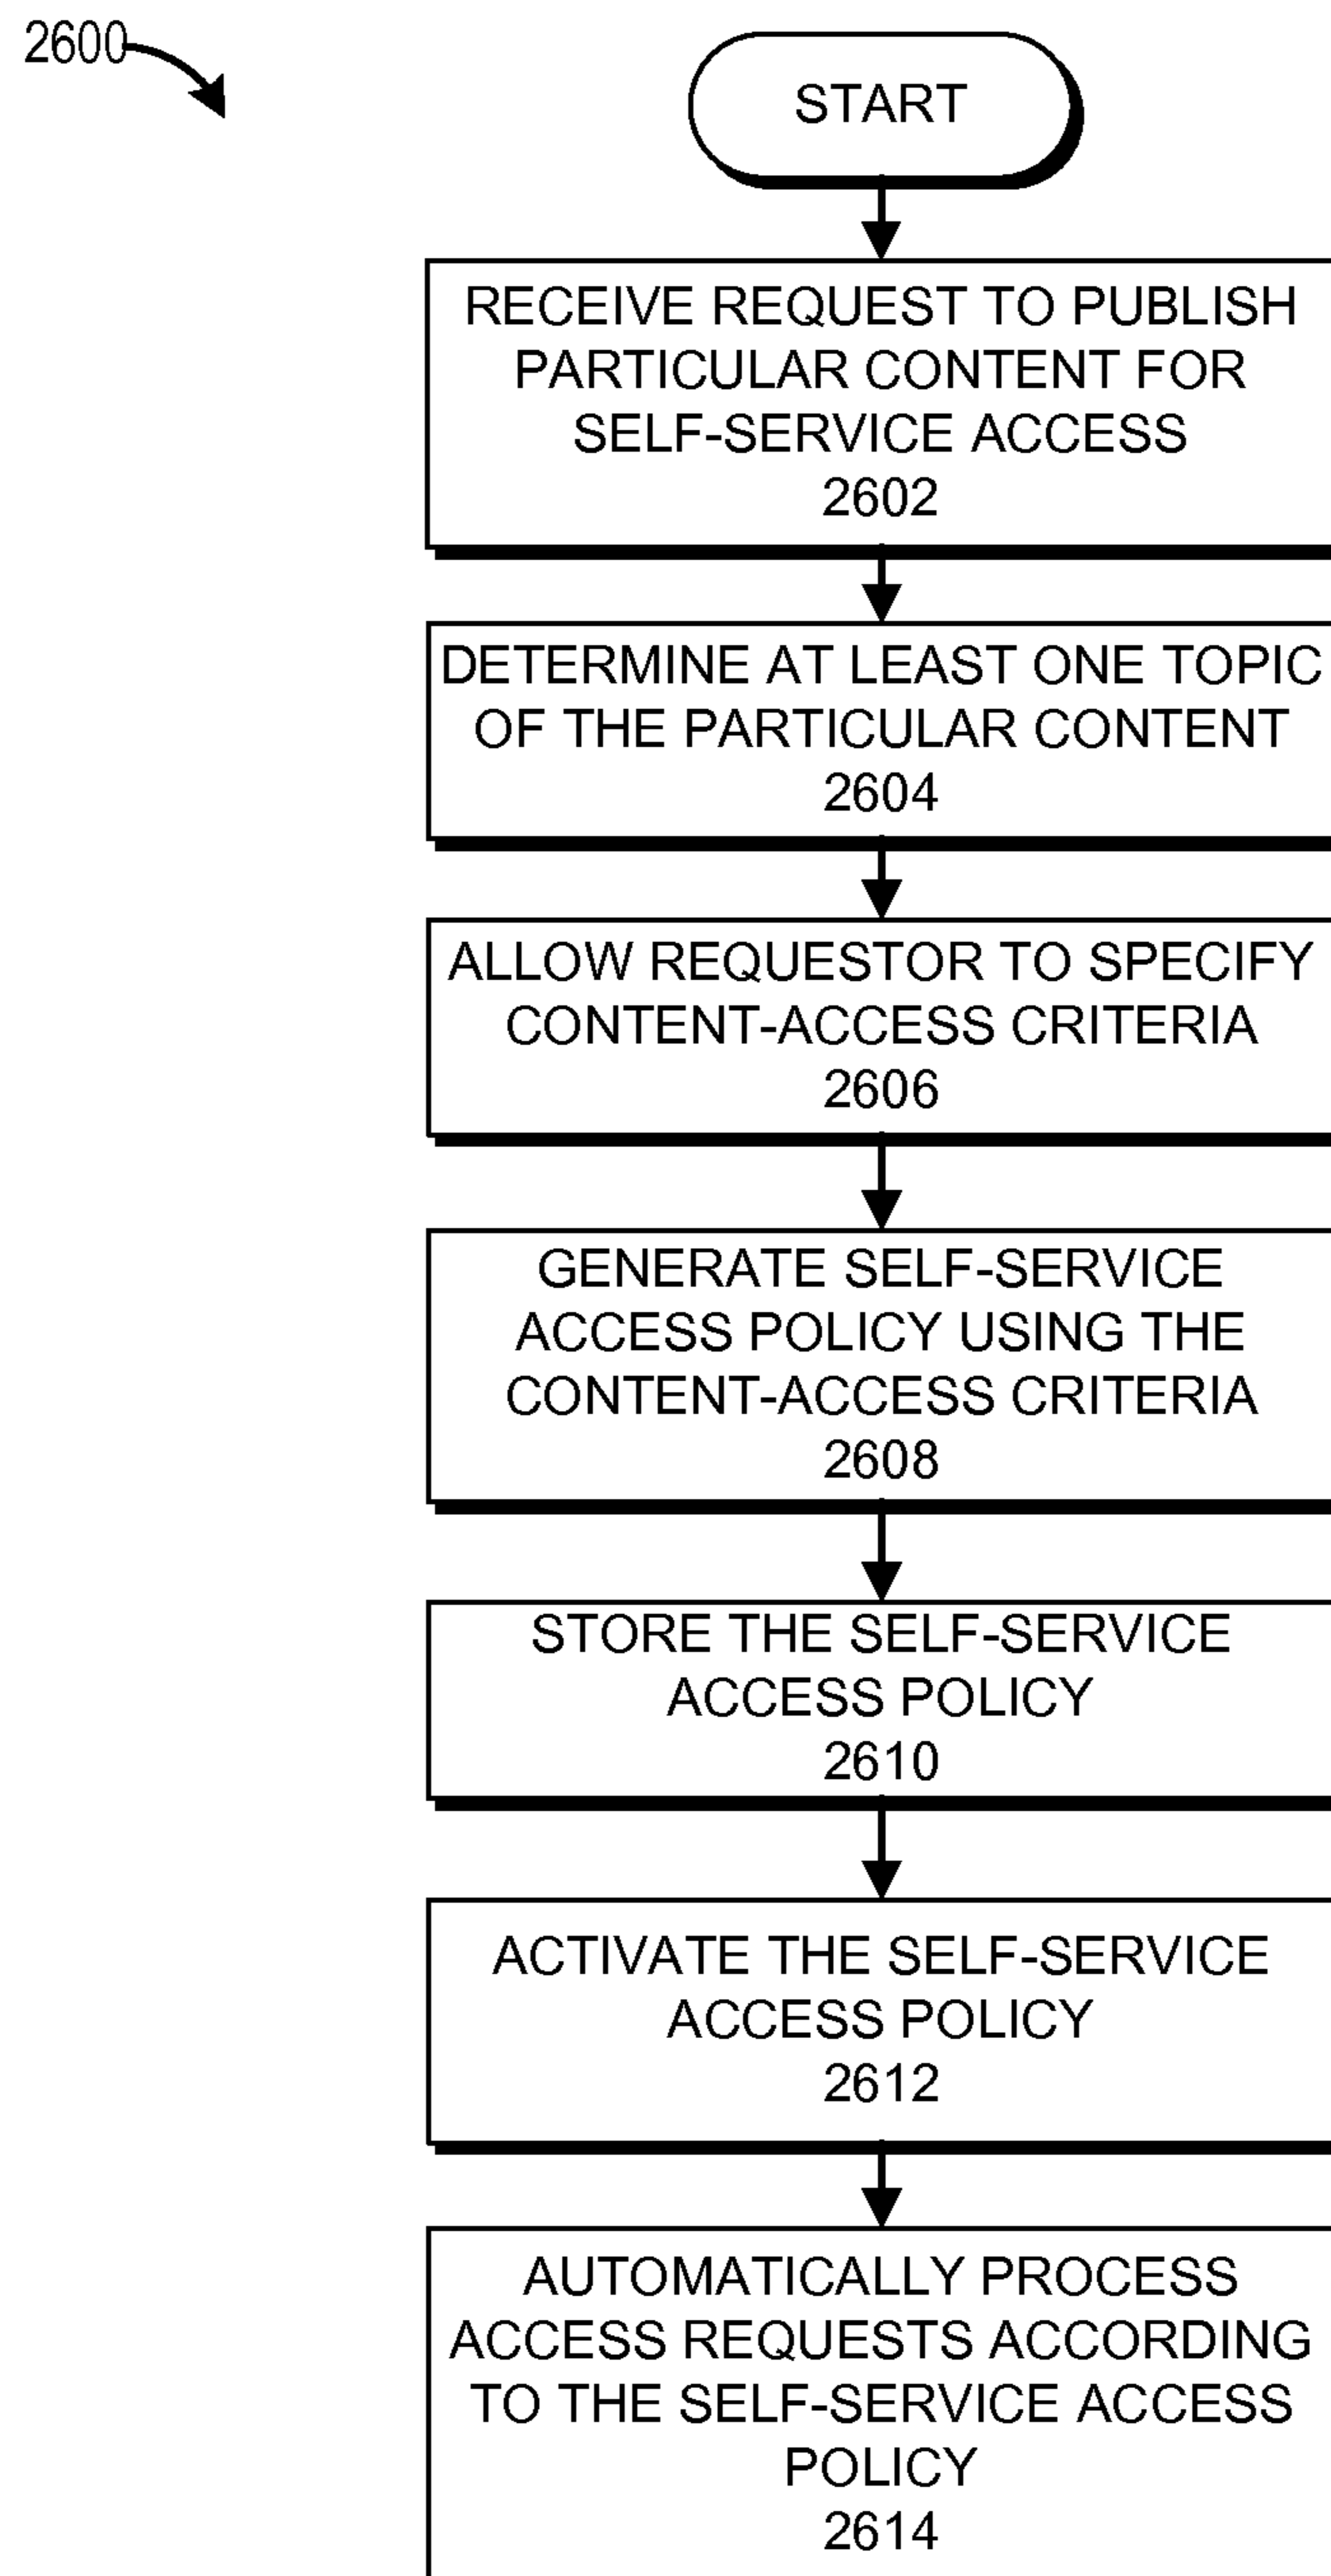 2600
START
RECEIVE REQUEST TO PUBLISH
PARTICULAR CONTENT FOR
SELF-SERVICE ACCESS
2602
DETERMINE AT LEAST ONE TOPIC
OF THE PARTICULAR CONTENT
2604
ALLOW REQUESTOR TO SPECIFY
CONTENT-ACCESS CRITERIA
2606
GENERATE SELF-SERVICE
ACCESS POLICY USING THE
CONTENT-ACCESS CRITERIA
2608
STORE THE SELF-SERVICE
ACCESS POLICY
2610
ACTIVATE THE SELF-SERVICE
ACCESS POLICY
2612
AUTOMATICALLY PROCESS
ACCESS REQUESTS ACCORDING
TO THE SELF-SERVICE ACCESS
POLICY
2614